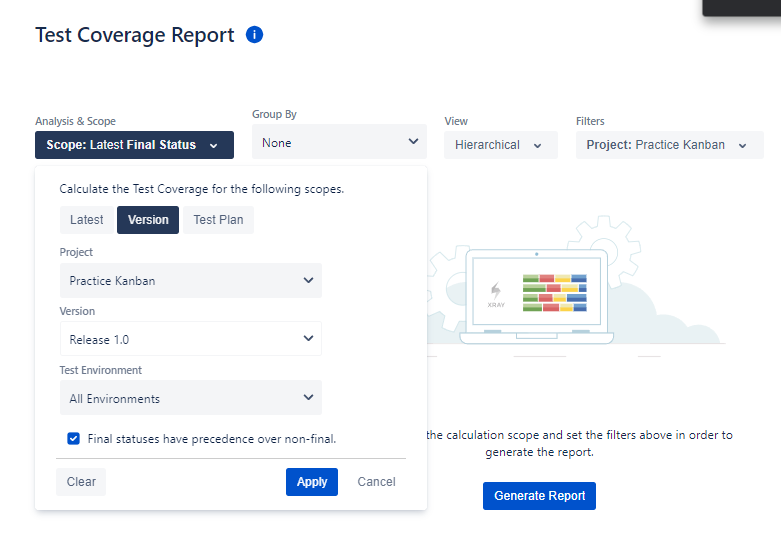 Test Coverage Report
Analysis & Scope
Group By
View
Filters
Scope: Latest Final Status
None
Hierarchical
Project: Practice Kanban
Calculate the Test Coverage for the following scopes.
Latest
Version
Test Plan
Project
Practice Kanban
Version
Release 1.0
Test Environment
All Environments
Final statuses have precedence over non-final.
Clear
Apply
Cancel
XRAY
the calculation scope and set the filters above in order to
generate the report.
Generate Report